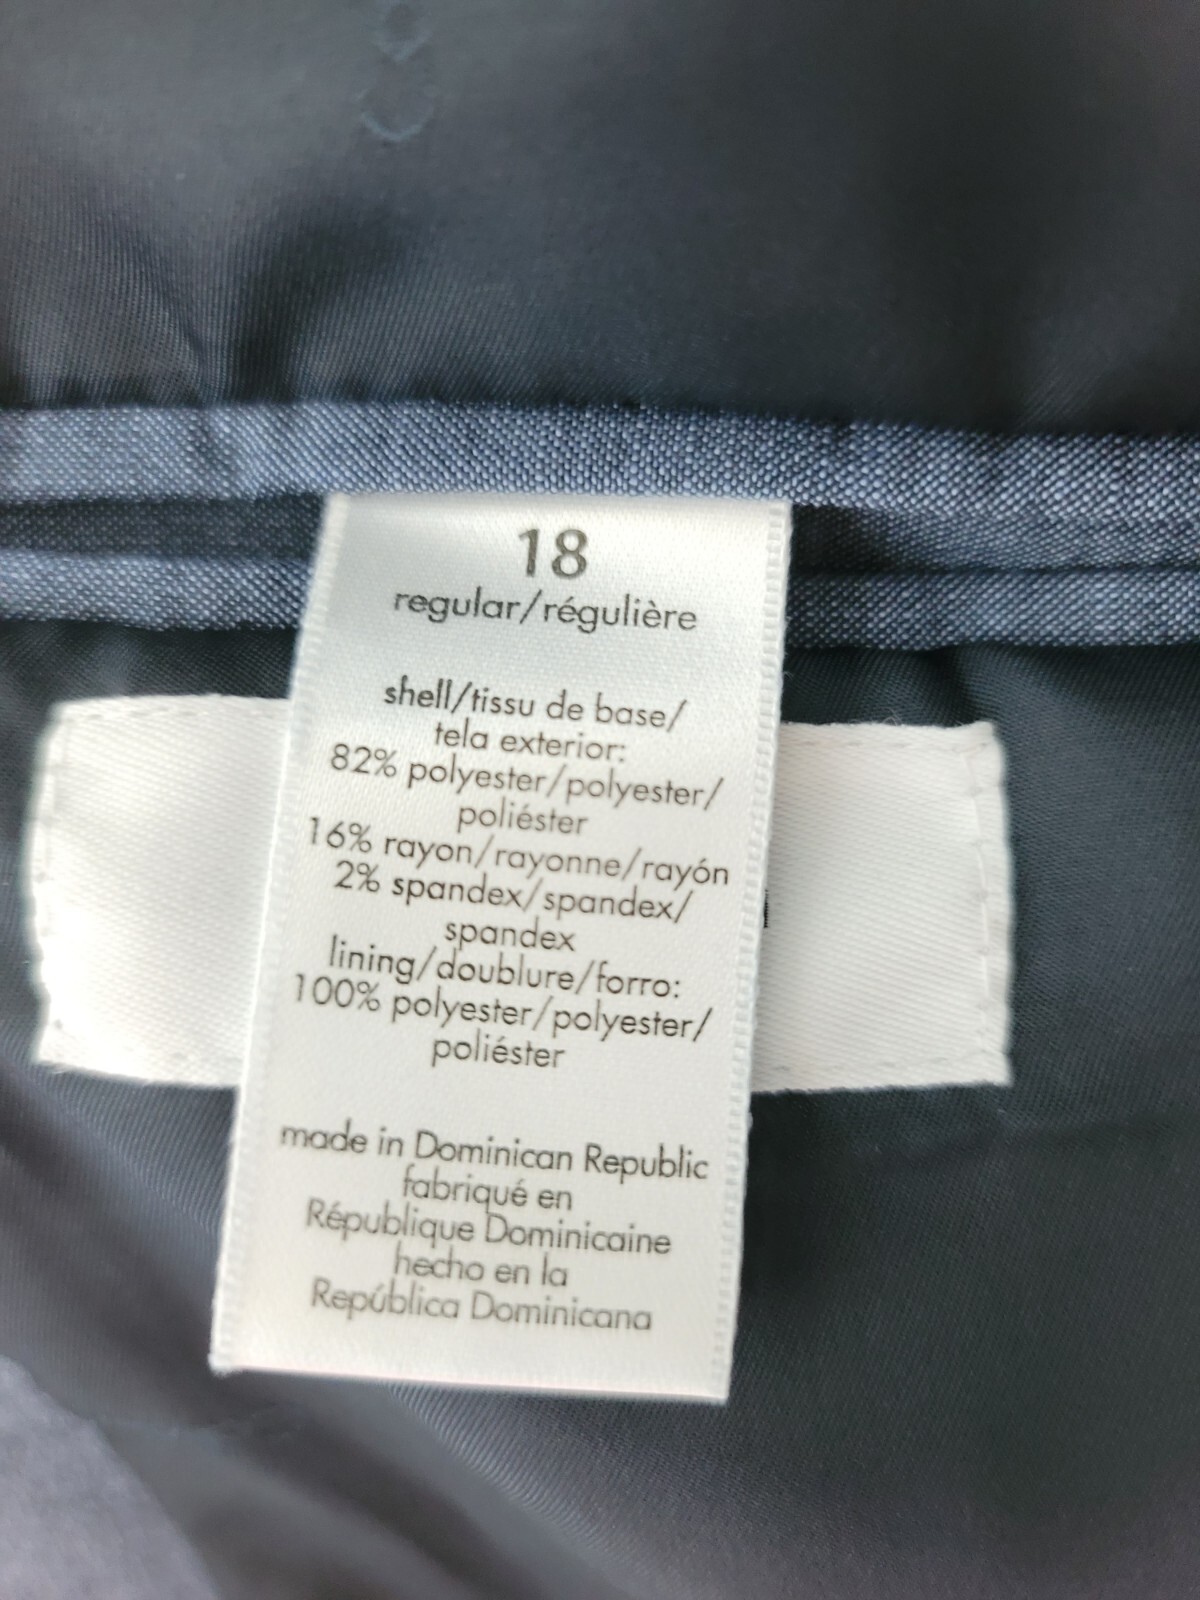 18
regular/régulière
shell/tissu de base/
tela exterior:
82% polyester/polyester/
poliéster
16% rayon/rayonne/rayón
2% spandex/spandex/
spandex
lining/doublure/forro:
100% polyester/polyester/
poliéster
made in Dominican Republic
fabriqué en
République Dominicaine
hecho en la
República Dominicana